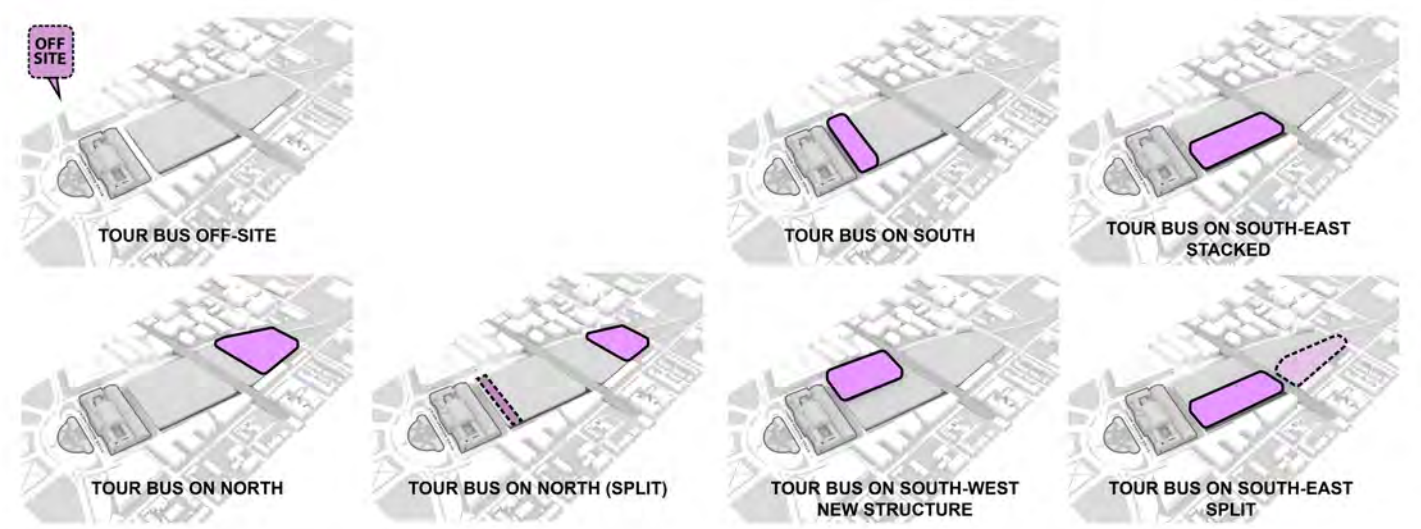 OFF
SITE
TOUR BUS OFF-SITE
TOUR BUS ON SOUTH
TOUR BUS ON SOUTH-EAST
STACKED
TOUR BUS ON NORTH
TOUR BUS ON NORTH (SPLIT)
TOUR BUS ON SOUTH-WEST
NEW STRUCTURE
TOUR BUS ON SOUTH-EAST
SPLIT